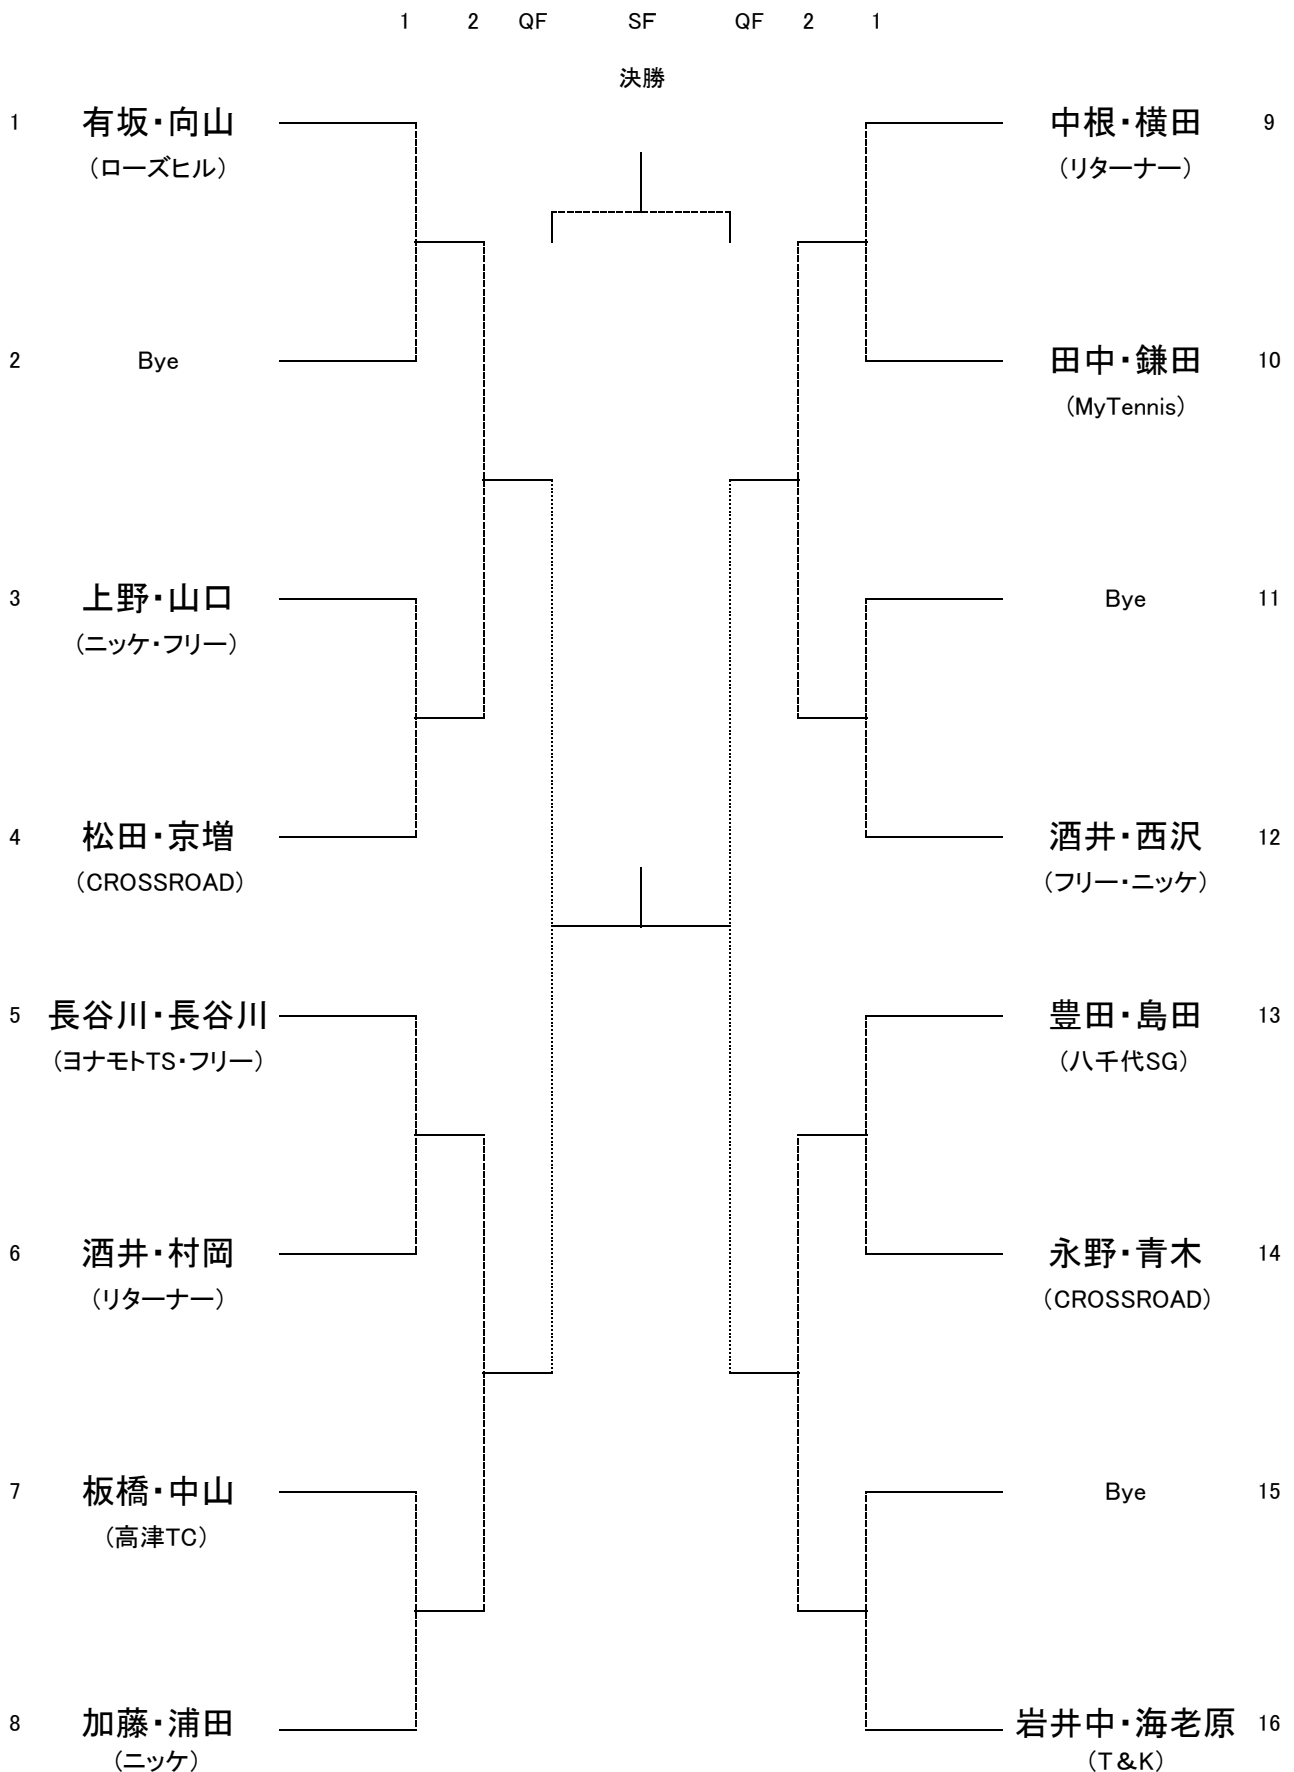 1 2 QF SF QF 2 1
決勝
1 有坂・向山
（ローズヒル）
2 Bye
3 上野・山口
（ニッケ・フリー）
4 松田・京増
（CROSSROAD）
5 長谷川・長谷川
（ヨナモトTS・フリー）
6 酒井・村岡
（リターナー）
7 板橋・中山
（高津TC）
8 加藤・浦田
（ニッケ）
中根・横田 9
（リターナー）
田中・鎌田 10
（MyTennis）
Bye 11
酒井・西沢 12
（フリー・ニッケ）
豊田・島田 13
（八千代SG）
永野・青木 14
（CROSSROAD）
Bye 15
岩井中・海老原 16
（T＆K）